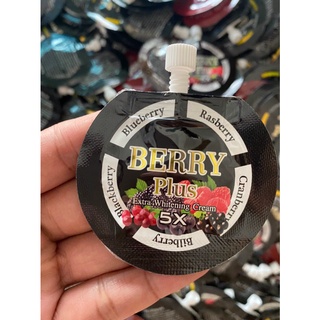 Blueberry
Rasberry
Cranberry
Bilberry
Blackberry
BERRY
Plus
Extra Whitening Cream
5X